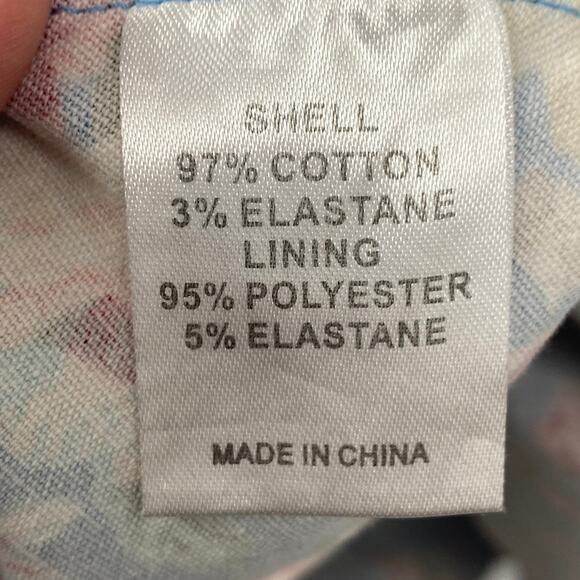 SHELL
97% COTTON
3% ELASTANE
LINING
95% POLYESTER
5% ELASTANE
MADE IN CHINA